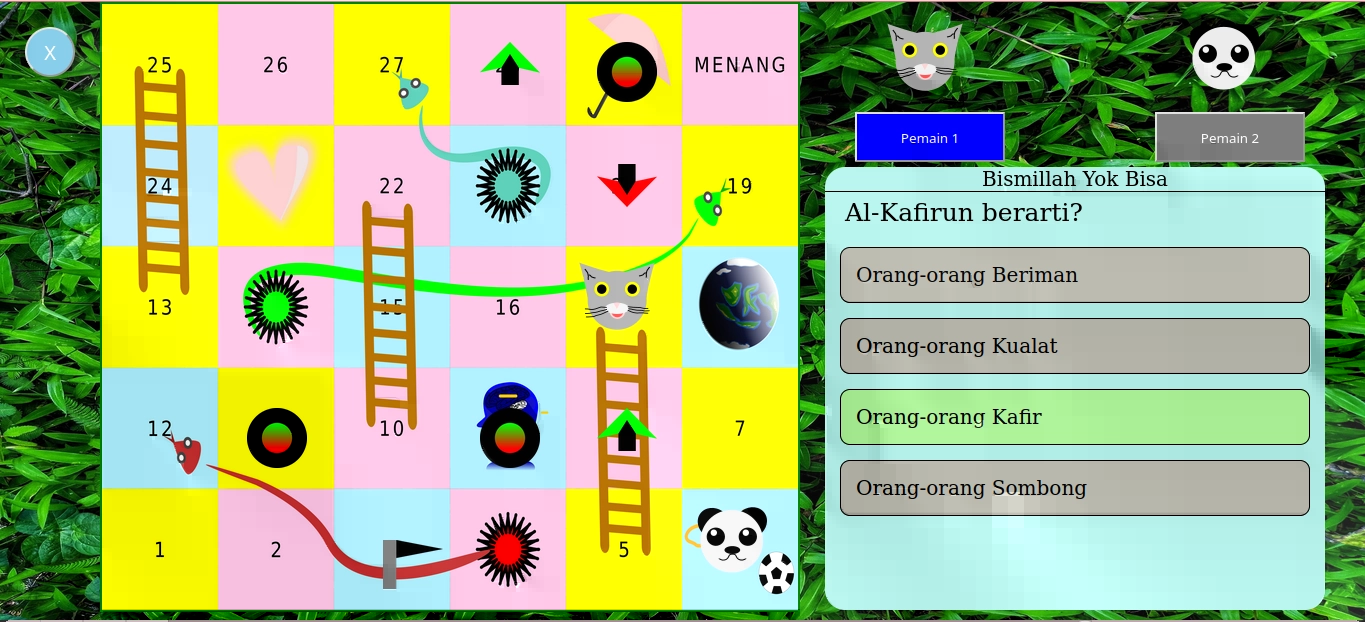 X
25 26 27 MENANG
24 22 19
13 15 16
12 10 7
1 2 5
Pemain 1
Pemain 2
Bismillah Yok Bisa
Al-Kafirun berarti?
Orang-orang Beriman
Orang-orang Kualat
Orang-orang Kafir
Orang-orang Sombong